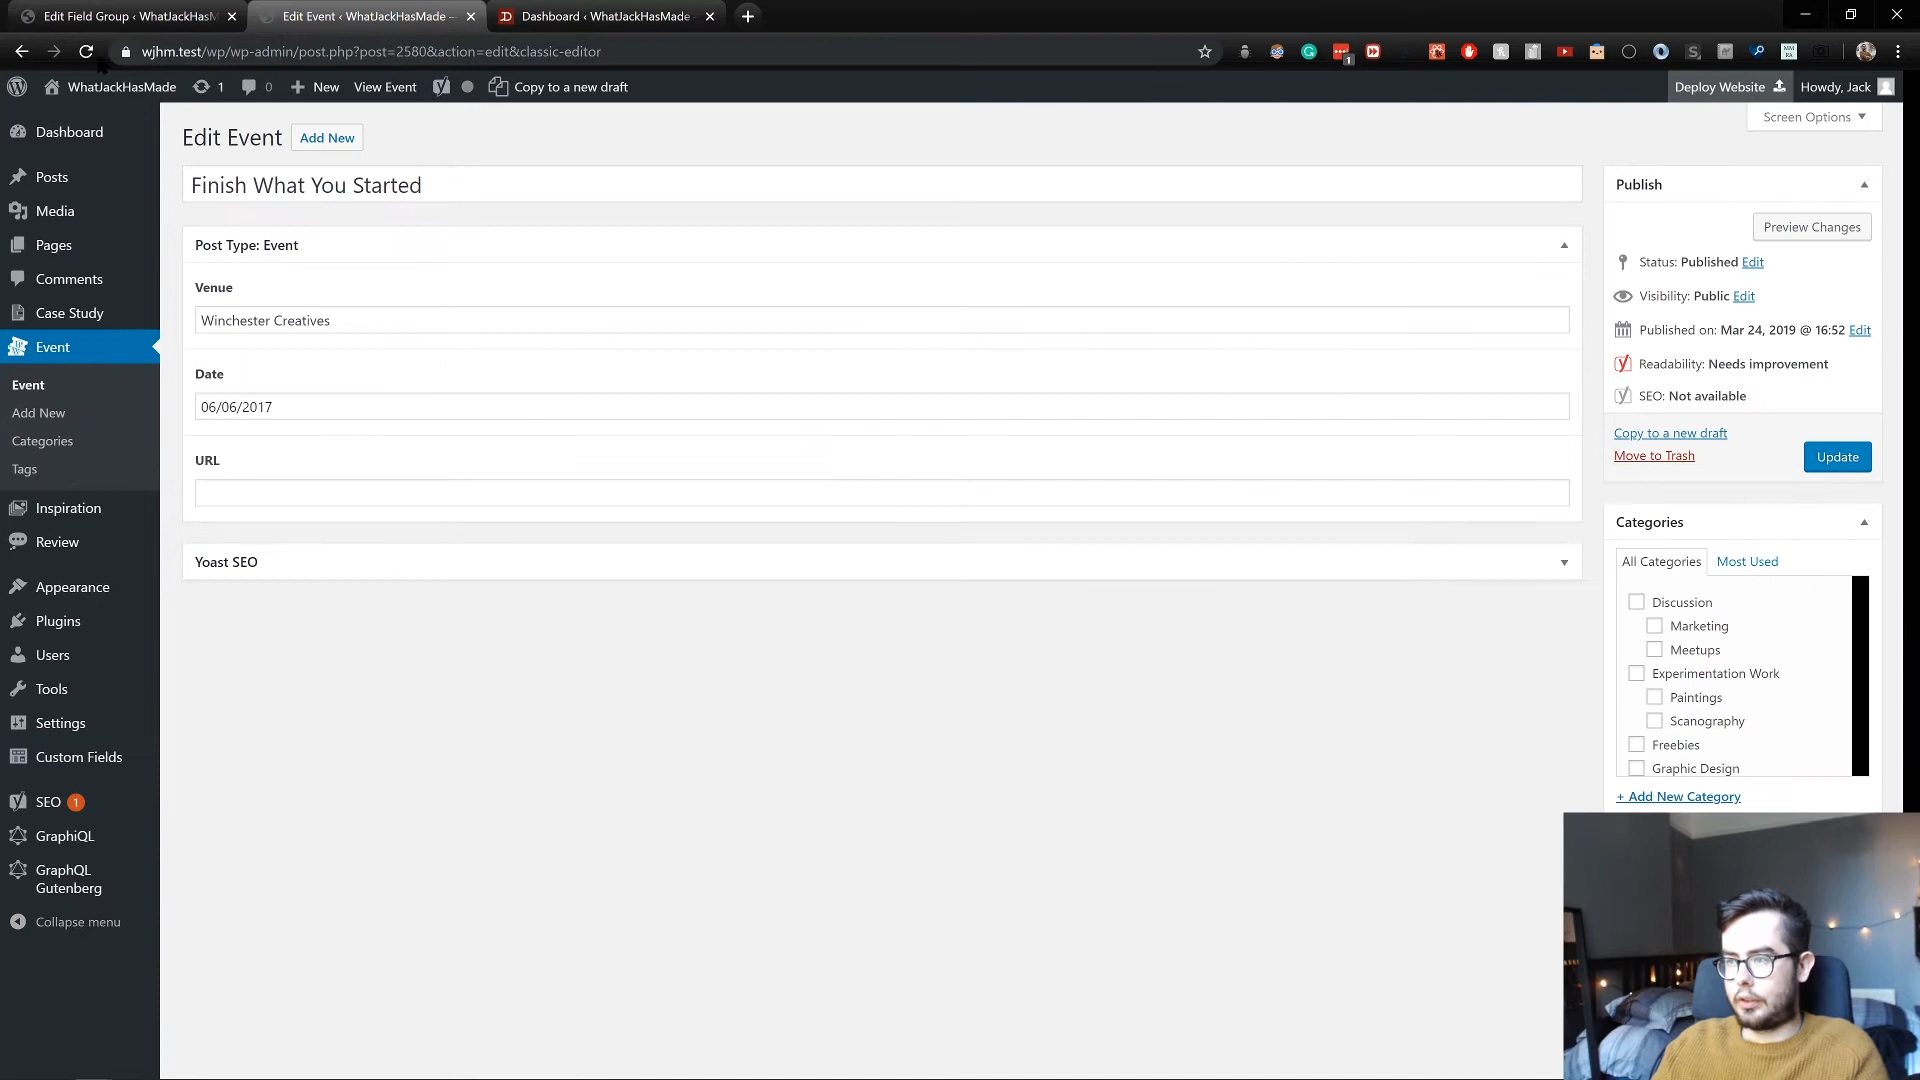 Edit Field Group ‹ WhatJackHasM
Edit Event ‹ WhatJackHasMade —
Dashboard ‹ WhatJackHasMade
wjhm.test/wp/wp-admin/post.php?post=2580&action=edit&classic-editor
WhatJackHasMade
1
0
New
View Event
Copy to a new draft
Deploy Website
Howdy, Jack
Screen Options
Dashboard
Posts
Media
Pages
Comments
Case Study
Event
Event
Add New
Categories
Tags
Inspiration
Review
Appearance
Plugins
Users
Tools
Settings
Custom Fields
SEO 1
GraphiQL
GraphQL
Gutenberg
Collapse menu
Edit Event
Add New
Finish What You Started
Post Type: Event
Venue
Winchester Creatives
Date
06/06/2017
URL
Yoast SEO
Publish
Preview Changes
Status: Published Edit
Visibility: Public Edit
Published on: Mar 24, 2019 @ 16:52 Edit
Readability: Needs improvement
SEO: Not available
Copy to a new draft
Move to Trash
Update
Categories
All Categories
Most Used
Discussion
Marketing
Meetups
Experimentation Work
Paintings
Scanography
Freebies
Graphic Design
+ Add New Category